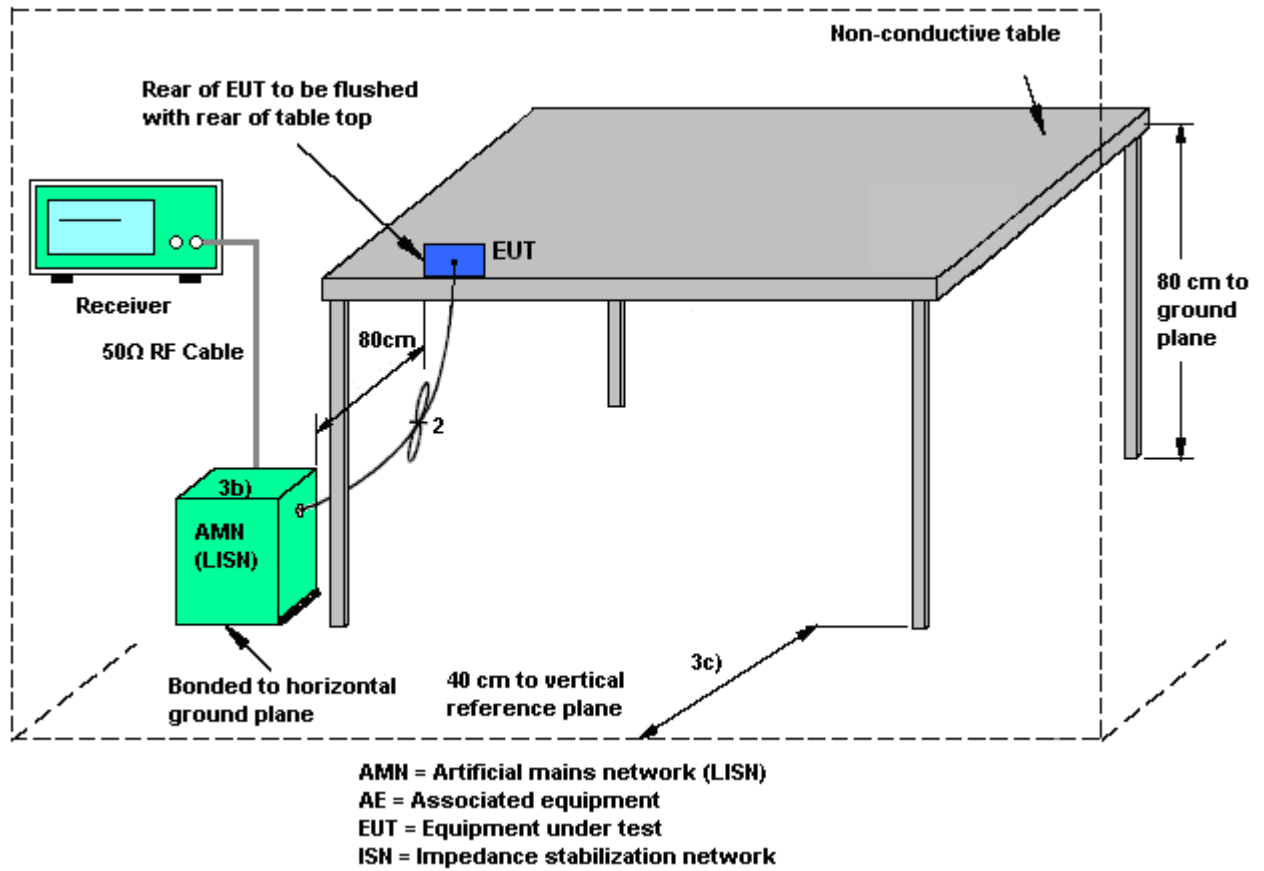 Non-conductive table
Rear of EUT to be flushed
with rear of table top
EUT
Receiver
80 cm to
ground
plane
80cm
50Ω RF Cable
2
3b)
AMN
(LISN)
3c)
Bonded to horizontal
ground plane
40 cm to vertical
reference plane
AMN = Artificial mains network (LISN)
AE = Associated equipment
EUT = Equipment under test
ISN = Impedance stabilization network